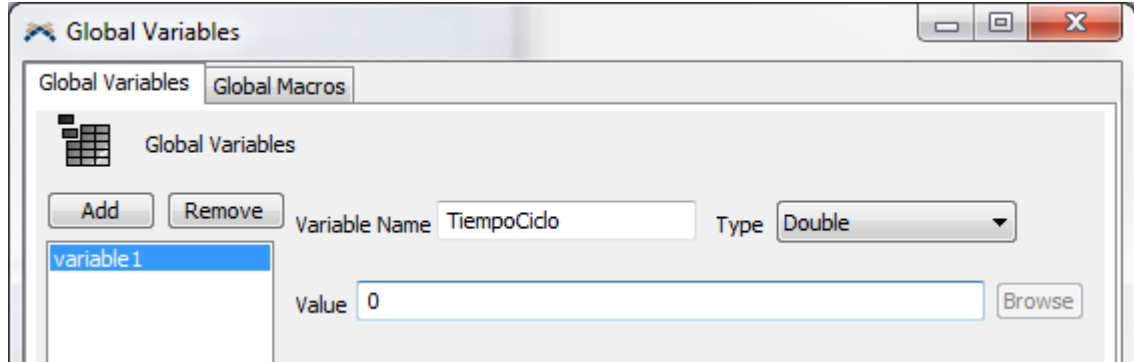 Global Variables
Global Variables Global Macros
Global Variables
Add Remove Variable Name TiempoCiclo Type Double
variable1
Value 0 Browse